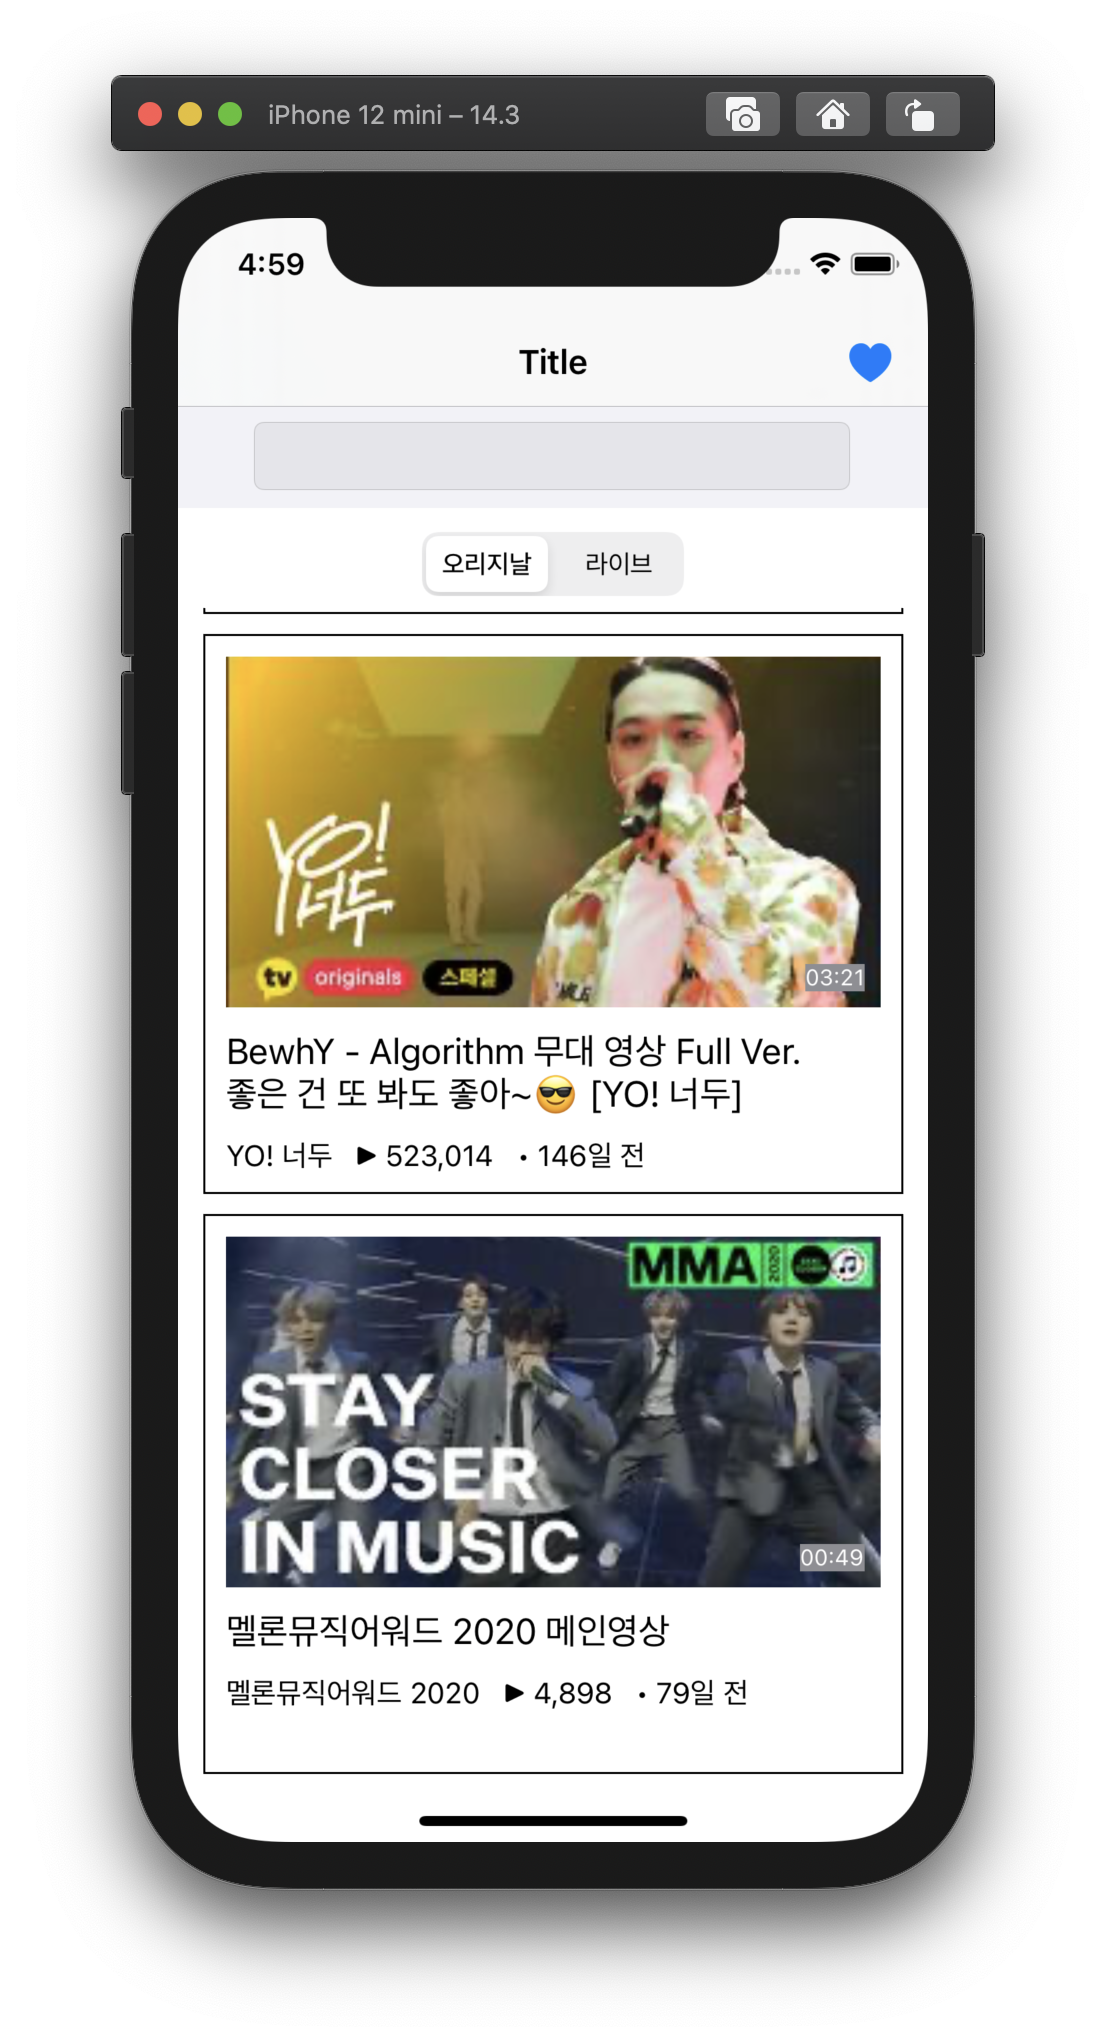 iPhone 12 mini – 14.3
4:59
Title
오리지날 라이브
YO!
너두
tv originals 스페셜
03:21
BewhY - Algorithm 무대 영상 Full Ver.
좋은 건 또 봐도 좋아~😎 [YO! 너두]
YO! 너두 ▶ 523,014 • 146일 전
MMA 2020
STAY
CLOSER
IN MUSIC
00:49
멜론뮤직어워드 2020 메인영상
멜론뮤직어워드 2020 ▶ 4,898 • 79일 전